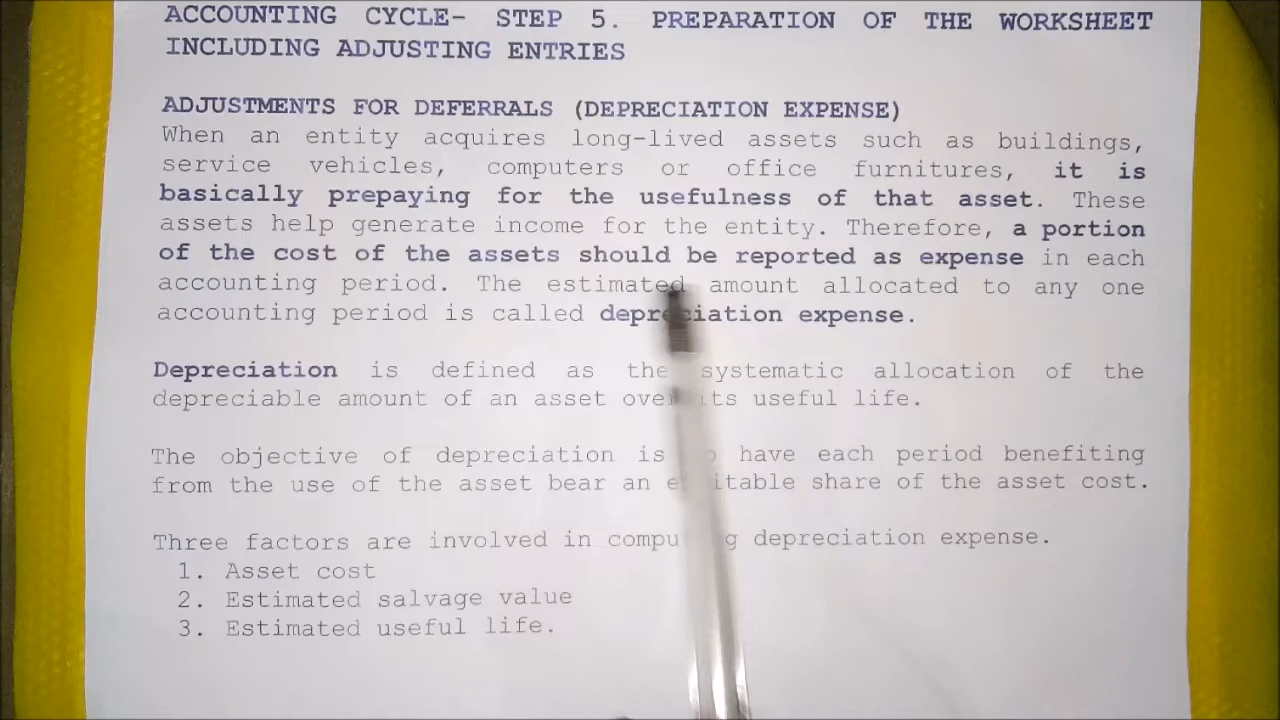 ACCOUNTING CYCLE- STEP 5. PREPARATION OF THE WORKSHEET
INCLUDING ADJUSTING ENTRIES
ADJUSTMENTS FOR DEFERRALS (DEPRECIATION EXPENSE)
When an entity acquires long-lived assets such as buildings,
service vehicles, computers or office furnitures, it is
basically prepaying for the usefulness of that asset. These
assets help generate income for the entity. Therefore, a portion
of the cost of the assets should be reported as expense in each
accounting period. The estimated amount allocated to any one
accounting period is called depreciation expense.
Depreciation is defined as the systematic allocation of the
depreciable amount of an asset over its useful life.
The objective of depreciation is to have each period benefiting
from the use of the asset bear an equitable share of the asset cost.
Three factors are involved in computing depreciation expense.
1. Asset cost
2. Estimated salvage value
3. Estimated useful life.